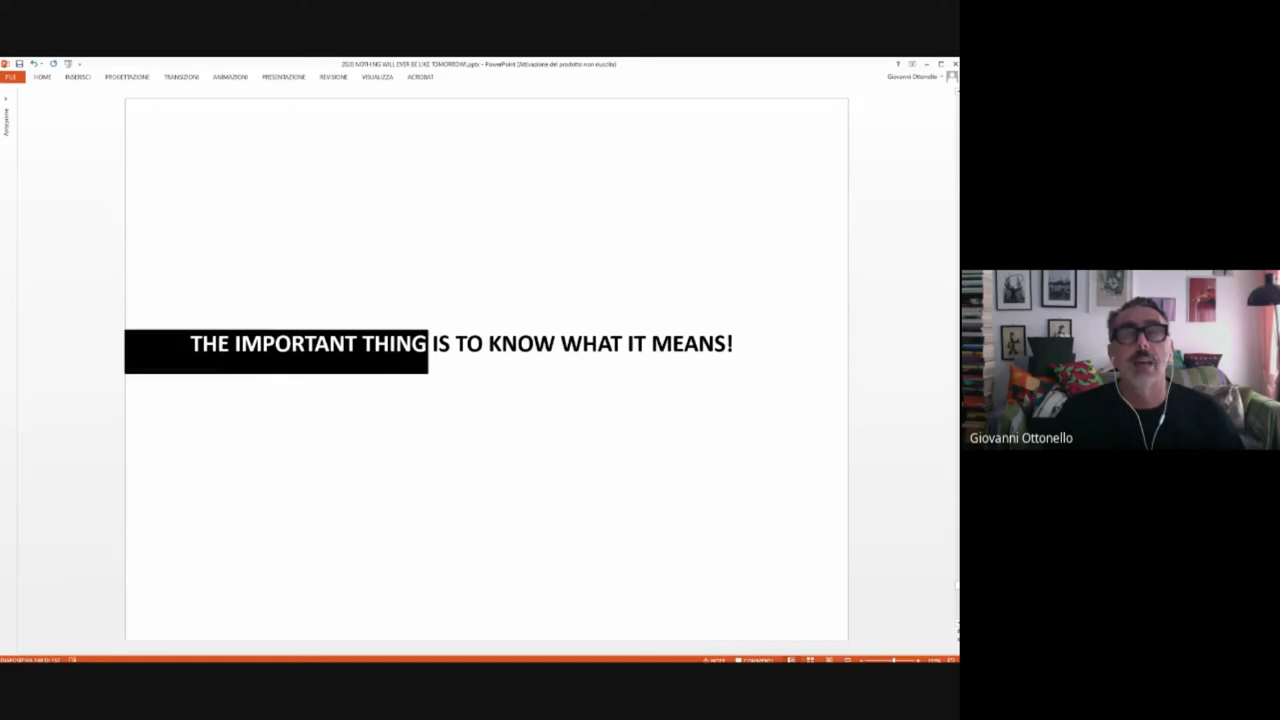 2020 NOTHING WILL EVER BE LIKE TOMORROW.pptx - PowerPoint (Attivazione del prodotto non riuscita)
FILE HOME INSERISCI PROGETTAZIONE TRANSIZIONI ANIMAZIONI PRESENTAZIONE REVISIONE VISUALIZZA ACROBAT Giovanni Ottonello
THE IMPORTANT THING IS TO KNOW WHAT IT MEANS!
Giovanni Ottonello
NOTE COMMENTI